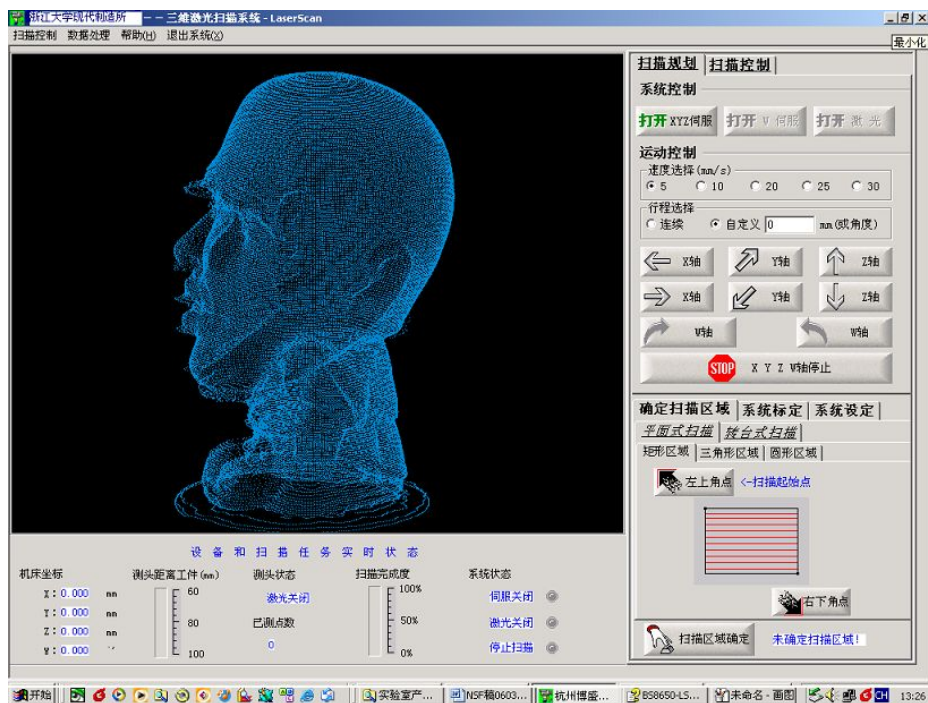 浙江大学现代制造所 －－三维激光扫描系统 - LaserScan
扫描控制 数据处理 帮助(H) 退出系统(X)
最小化
扫描规划 扫描控制
系统控制
打开 XYZ伺服 打开 W 伺服 打开 激 光
运动控制
速度选择(mm/s)
5 10 20 25 30
行程选择
连续 自定义 0 mm(或角度)
X轴 Y轴 Z轴
X轴 Y轴 Z轴
W轴 W轴
STOP X Y Z W轴停止
确定扫描区域 系统标定 系统设定
平面式扫描 转台式扫描
矩形区域 三角形区域 圆形区域
左上角点 <-扫描起始点
右下角点
扫描区域确定 未确定扫描区域!
设 备 和 扫 描 任 务 实 时 状 态
机床坐标 测头距离工件(mm) 测头状态 扫描完成度 系统状态
X:0.000 mm 60 激光关闭 100% 伺服关闭
Y:0.000 mm 80 已测点数 50% 激光关闭
Z:0.000 mm 0 停止扫描
W:0.000 100 0%
开始 实验室产... NSF稿0603... 杭州博盛... BS8650-LS... 未命名 - 画图 CH 13:26